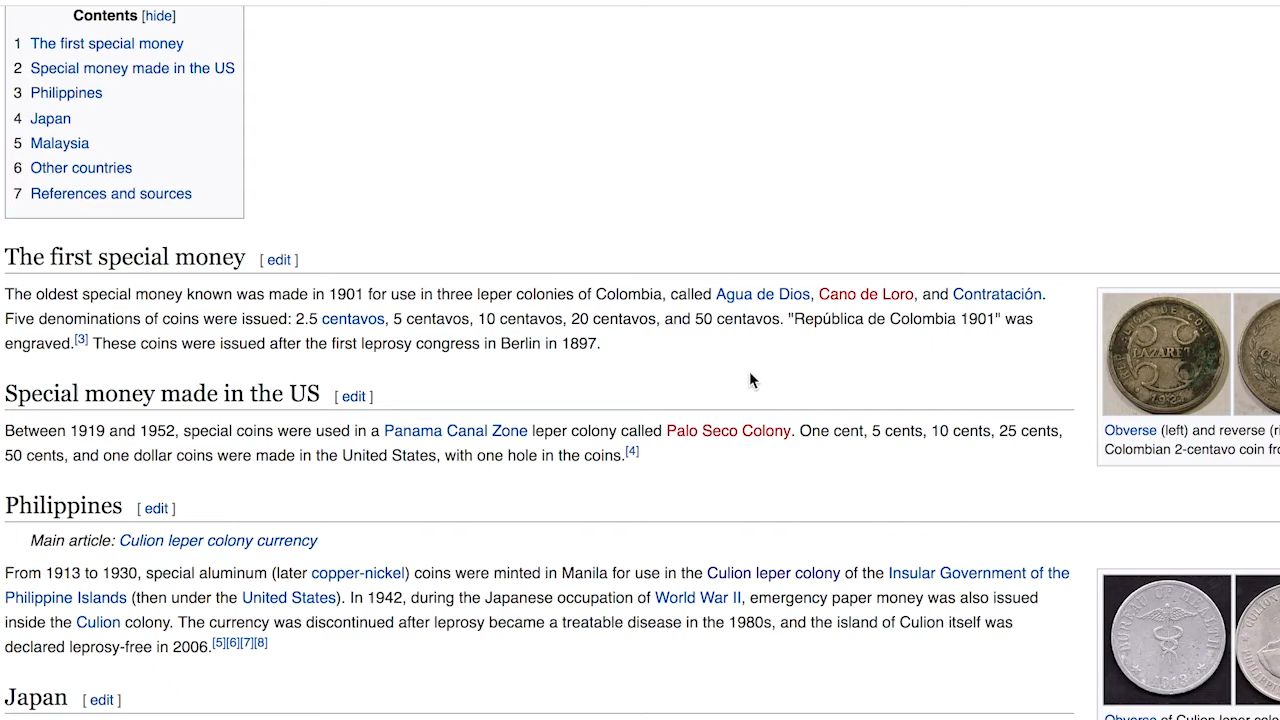 Contents [hide]
1 The first special money
2 Special money made in the US
3 Philippines
4 Japan
5 Malaysia
6 Other countries
7 References and sources
The first special money [ edit ]
The oldest special money known was made in 1901 for use in three leper colonies of Colombia, called Agua de Dios, Cano de Loro, and Contratación.
Five denominations of coins were issued: 2.5 centavos, 5 centavos, 10 centavos, 20 centavos, and 50 centavos. "República de Colombia 1901" was
engraved.[3] These coins were issued after the first leprosy congress in Berlin in 1897.
LAZARET
1921
Obverse (left) and reverse (ri
Colombian 2-centavo coin fro
Special money made in the US [ edit ]
Between 1919 and 1952, special coins were used in a Panama Canal Zone leper colony called Palo Seco Colony. One cent, 5 cents, 10 cents, 25 cents,
50 cents, and one dollar coins were made in the United States, with one hole in the coins.[4]
Philippines [ edit ]
Main article: Culion leper colony currency
From 1913 to 1930, special aluminum (later copper-nickel) coins were minted in Manila for use in the Culion leper colony of the Insular Government of the
Philippine Islands (then under the United States). In 1942, during the Japanese occupation of World War II, emergency paper money was also issued
inside the Culion colony. The currency was discontinued after leprosy became a treatable disease in the 1980s, and the island of Culion itself was
declared leprosy-free in 2006.[5][6][7][8]
BUREAU OF HEALTH
1913
Obverse of Culion leper colo
Japan [ edit ]